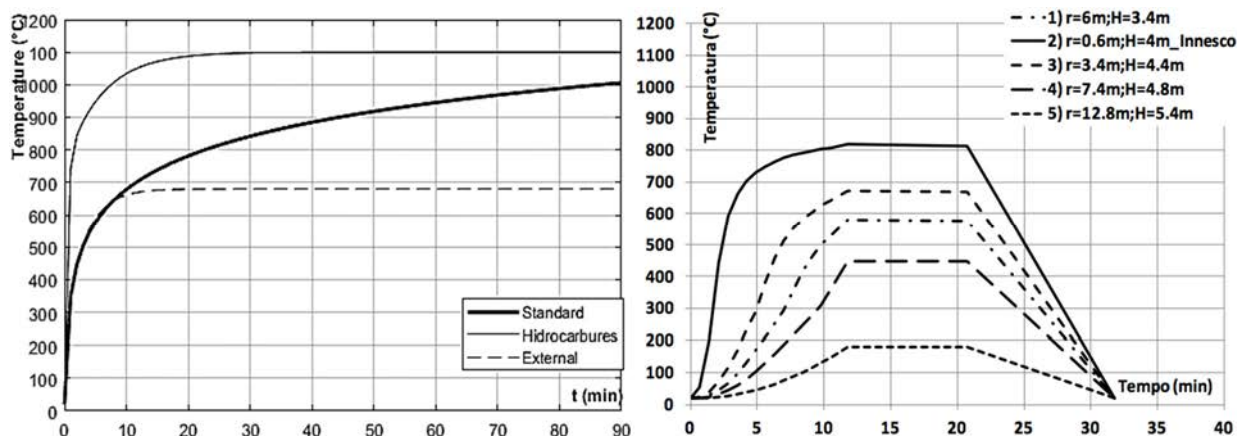 1200
1100
1000
900
800
700
600
500
400
300
200
100
0
Temperature (°C)
Standard
Hidrocarbures
External
t (min)
0 10 20 30 40 50 60 70 80 90
1200
1100
1000
900
800
700
600
500
400
300
200
100
0
Temperatura (°C)
1) r=6m;H=3.4m
2) r=0.6m;H=4m_Innesco
3) r=3.4m;H=4.4m
4) r=7.4m;H=4.8m
5) r=12.8m;H=5.4m
Tempo (min)
0 5 10 15 20 25 30 35 40